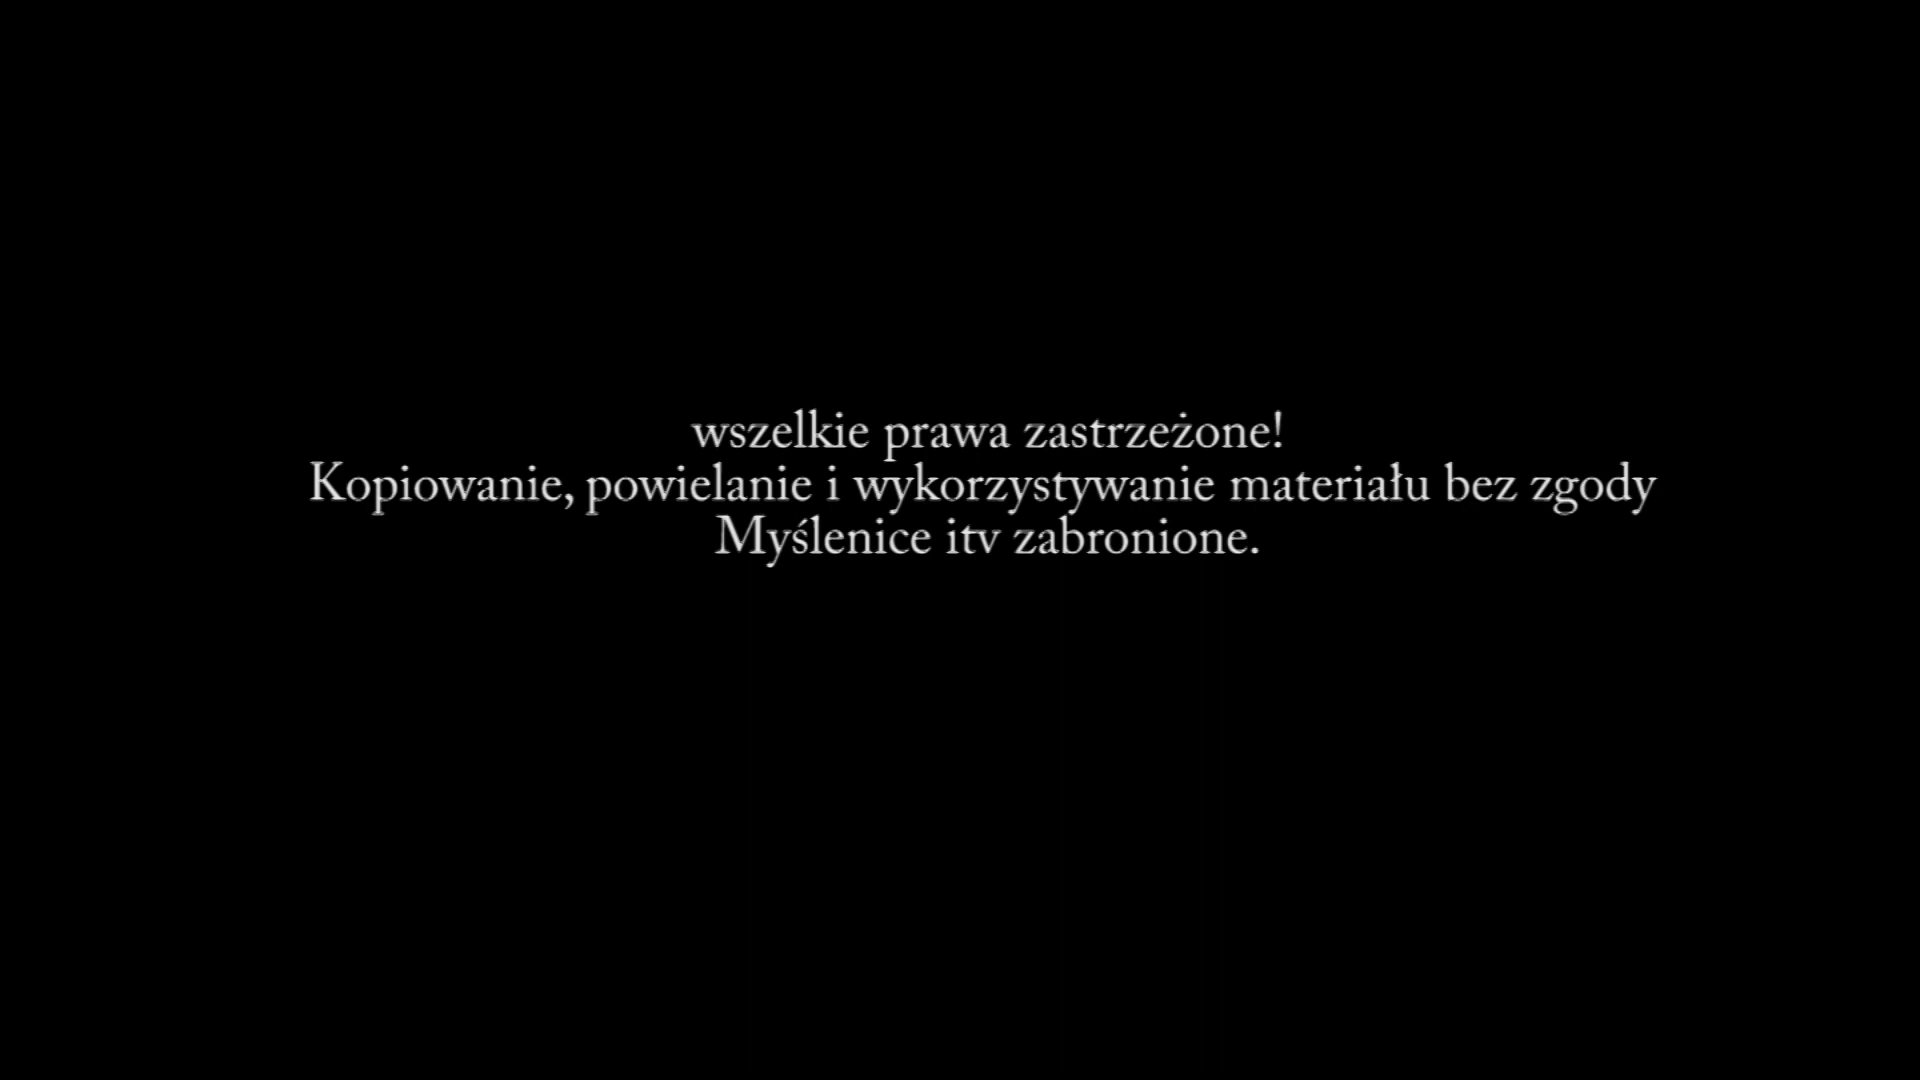 wszelkie prawa zastrzeżone!
Kopiowanie, powielanie i wykorzystywanie materiału bez zgody
Myślenice itv zabronione.